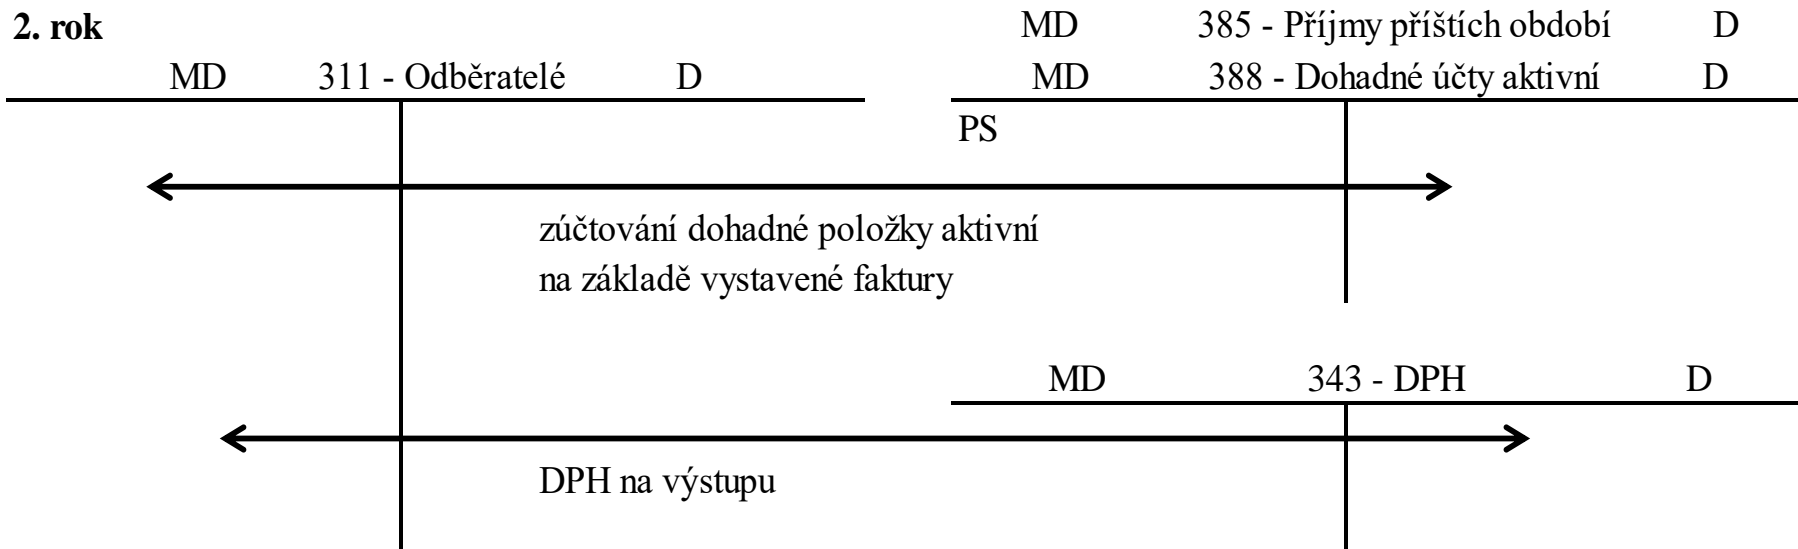 2. rok
MD 385 - Příjmy příštích období D
MD 311 - Odběratelé D
MD 388 - Dohadné účty aktivní D
PS
zúčtování dohadné položky aktivní
na základě vystavené faktury
MD 343 - DPH D
DPH na výstupu